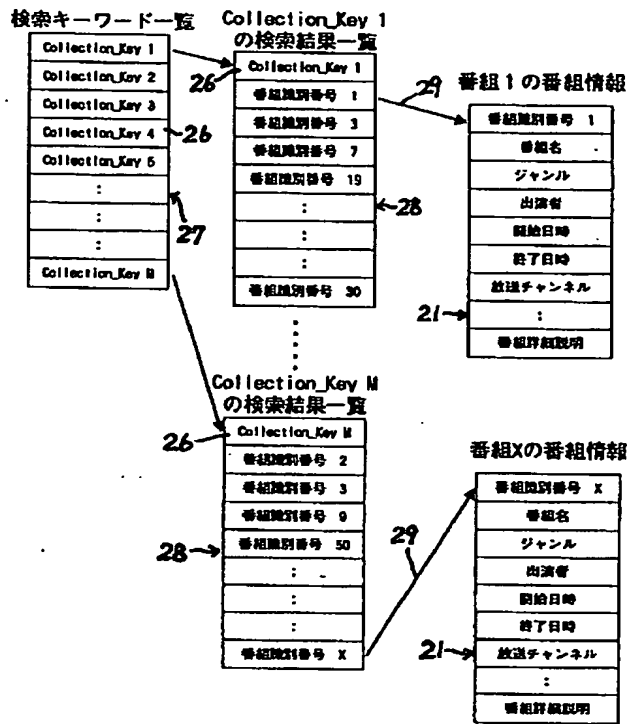 検索キーワード一覧
Collection_Key 1
Collection_Key 2
Collection_Key 3
Collection_Key 4
Collection_Key 5
:
:
:
Collection_Key M
26
27
Collection_Key 1
の検索結果一覧
Collection_Key 1
番組識別番号 1
番組識別番号 3
番組識別番号 7
番組識別番号 19
:
:
:
番組識別番号 30
26
28
29
番組1の番組情報
番組識別番号 1
番組名
ジャンル
出演者
開始日時
終了日時
放送チャンネル
:
番組詳細説明
21
Collection_Key M
の検索結果一覧
Collection_Key M
番組識別番号 2
番組識別番号 3
番組識別番号 9
番組識別番号 50
:
:
:
番組識別番号 X
26
28
29
番組Xの番組情報
番組識別番号 X
番組名
ジャンル
出演者
開始日時
終了日時
放送チャンネル
:
番組詳細説明
21